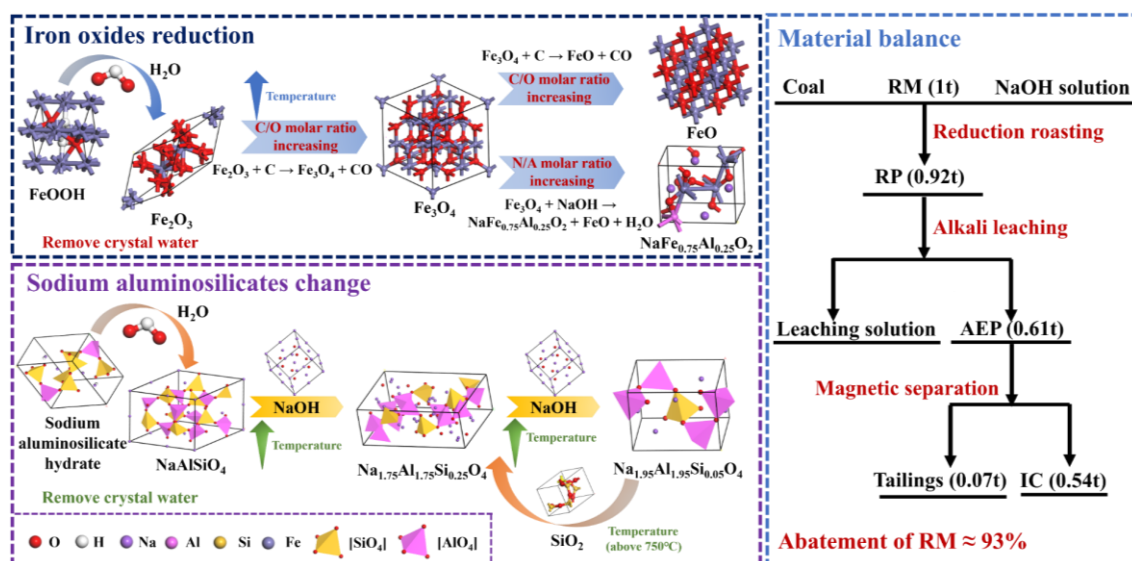 Iron oxides reduction
H₂O
FeOOH
Remove crystal water
Fe₂O₃
Temperature
C/O molar ratio
increasing
Fe₂O₃ + C → Fe₃O₄ + CO
Fe₃O₄
Fe₃O₄ + C → FeO + CO
C/O molar ratio
increasing
FeO
N/A molar ratio
increasing
Fe₃O₄ + NaOH →
NaFe₀.₇₅Al₀.₂₅O₂ + FeO + H₂O
NaFe₀.₇₅Al₀.₂₅O₂
Sodium aluminosilicates change
H₂O
Sodium
aluminosilicate
hydrate
Remove crystal water
NaAlSiO₄
NaOH
Temperature
Na₁.₇₅Al₁.₇₅Si₀.₂₅O₄
NaOH
Temperature
Na₁.₉₅Al₁.₉₅Si₀.₀₅O₄
SiO₂
Temperature
(above 750℃)
O H Na Al Si Fe [SiO₄] [AlO₄]
Material balance
Coal RM (1t) NaOH solution
Reduction roasting
RP (0.92t)
Alkali leaching
Leaching solution AEP (0.61t)
Magnetic separation
Tailings (0.07t) IC (0.54t)
Abatement of RM ≈ 93%